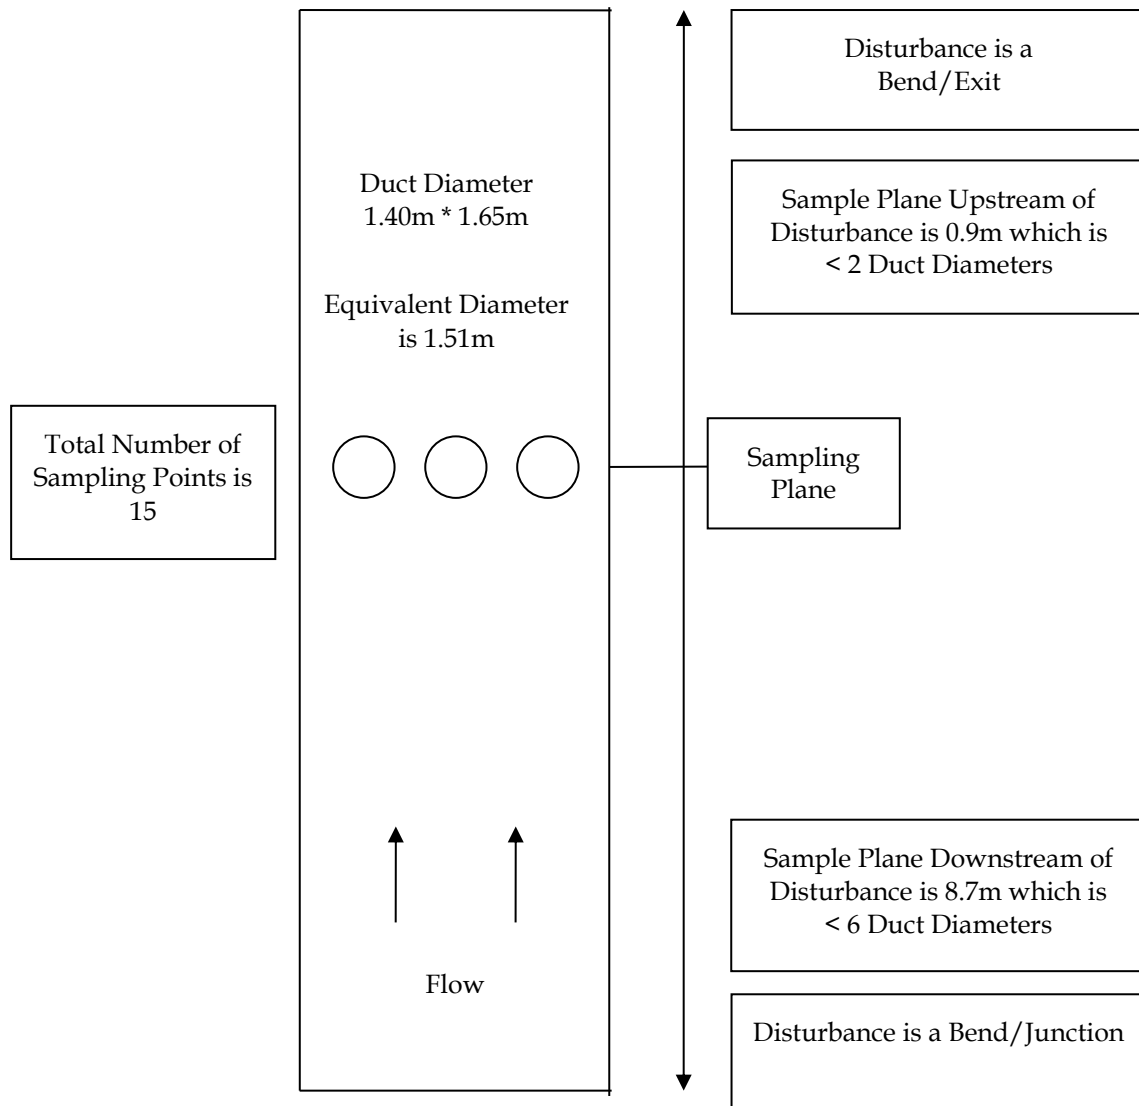 Disturbance is a
Bend/Exit
Duct Diameter
1.40m * 1.65m
Sample Plane Upstream of
Disturbance is 0.9m which is
< 2 Duct Diameters
Equivalent Diameter
is 1.51m
Total Number of
Sampling Points is
15
Sampling
Plane
Sample Plane Downstream of
Disturbance is 8.7m which is
< 6 Duct Diameters
Flow
Disturbance is a Bend/Junction